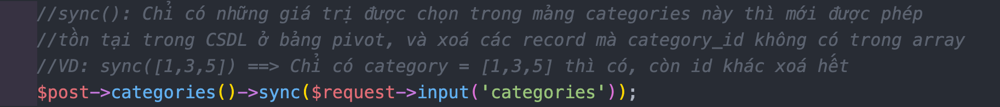 //sync(): Chỉ có những giá trị được chọn trong mảng categories này thì mới được phép
//tồn tại trong CSDL ở bảng pivot, và xoá các record mà category_id không có trong array
//VD: sync([1,3,5]) ==> Chỉ có category = [1,3,5] thì có, còn id khác xoá hết
$post->categories()->sync($request->input('categories'));